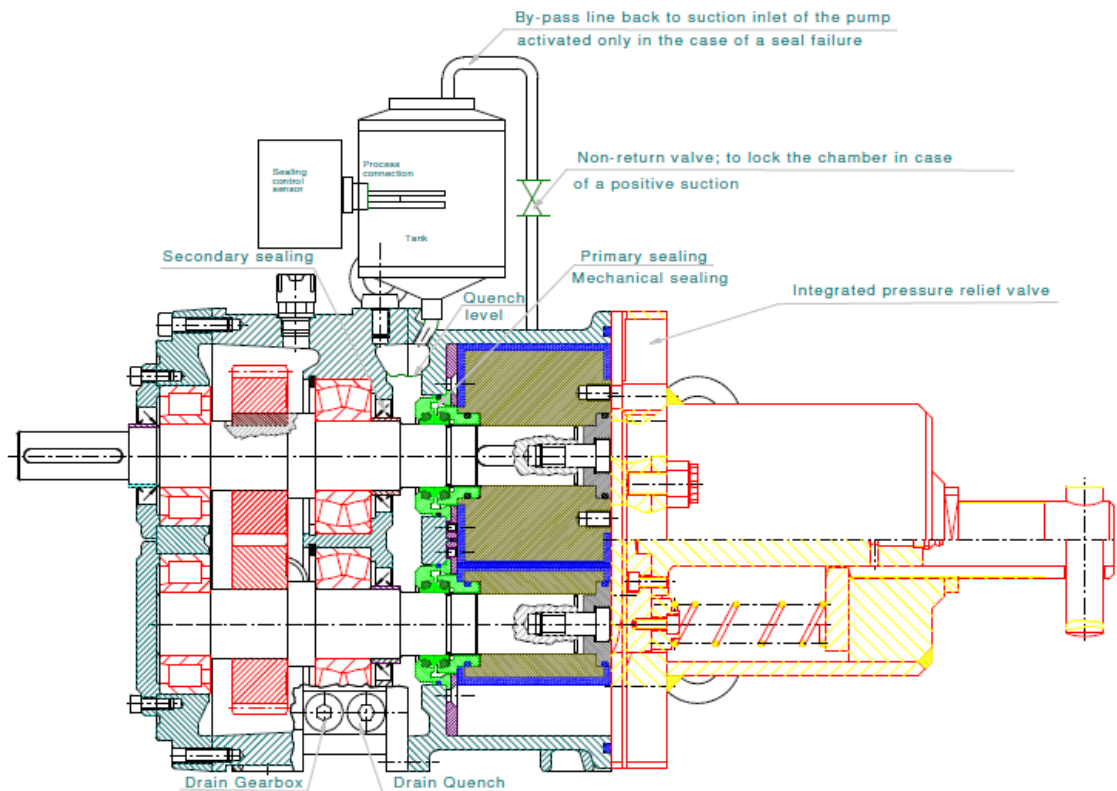 By-pass line back to suction inlet of the pump
activated only in the case of a seal failure
Sealing
control
sensor
Process
connection
Tank
Non-return valve; to lock the chamber in case
of a positive suction
Secondary sealing
Primary sealing
Mechanical sealing
Quench
level
Integrated pressure relief valve
Drain Gearbox
Drain Quench